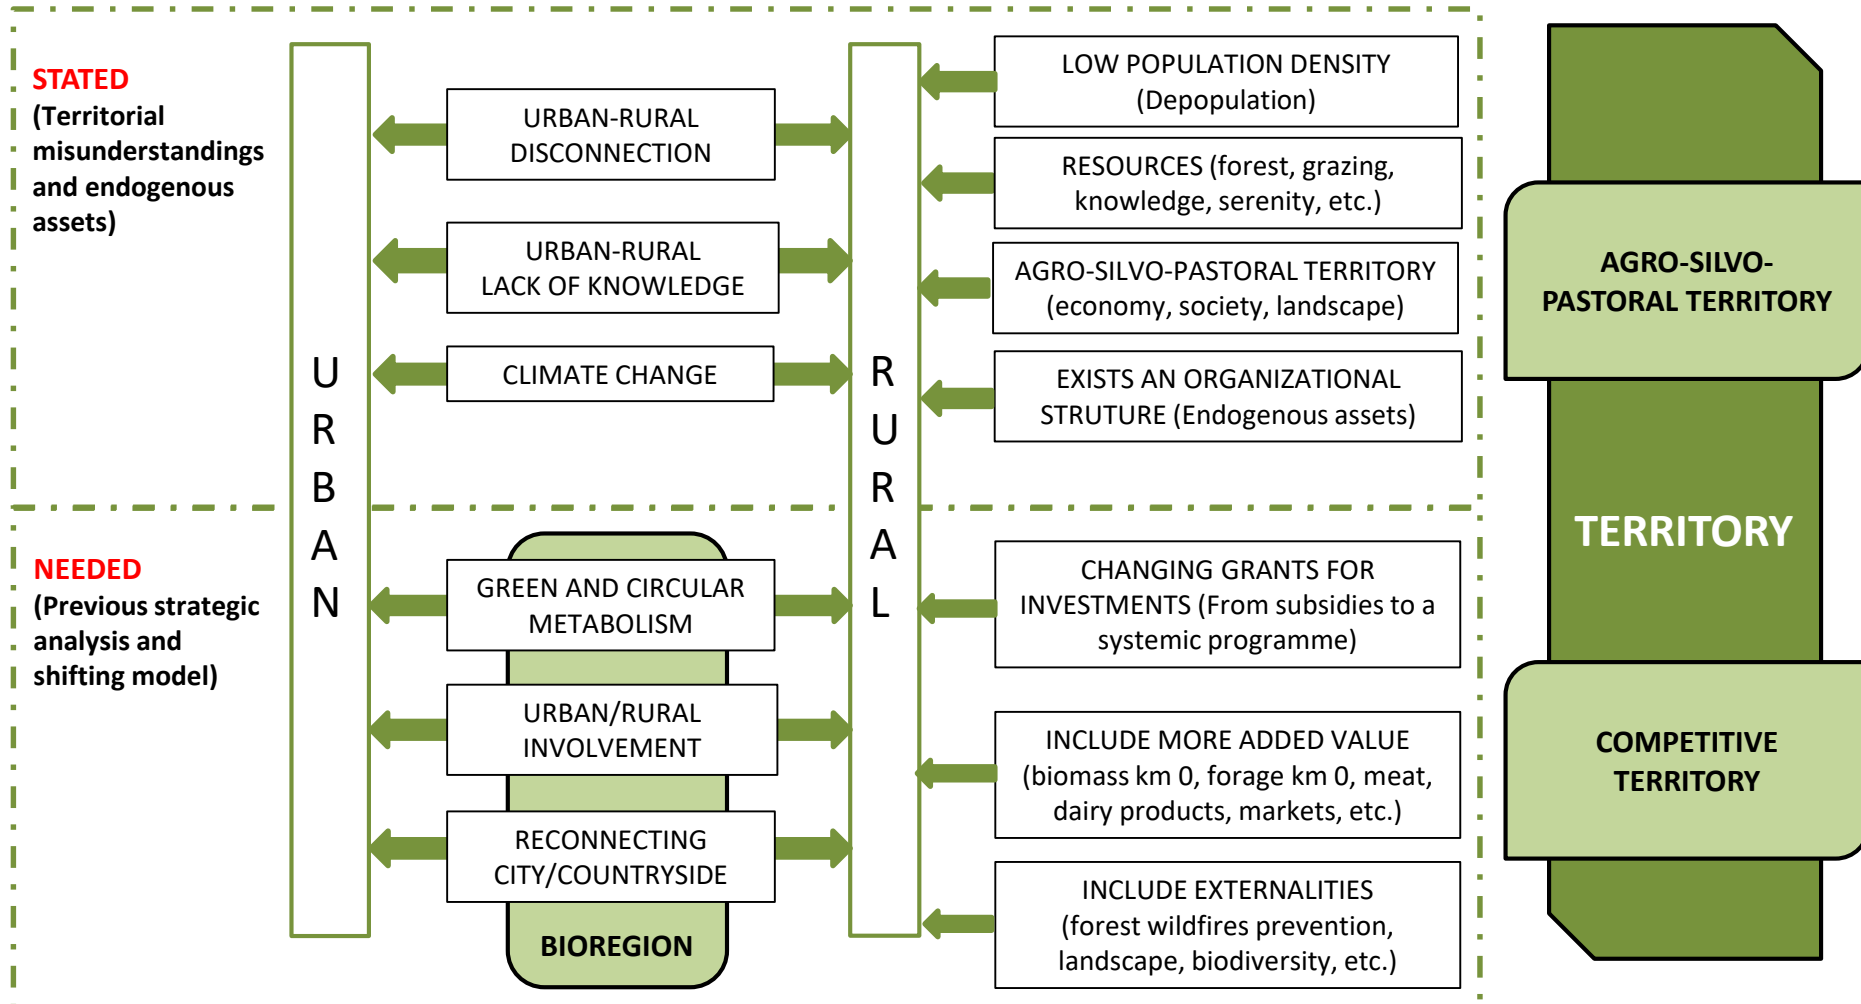 STATED
(Territorial
misunderstandings
and endogenous
assets)
URBAN
URBAN-RURAL
DISCONNECTION
URBAN-RURAL
LACK OF KNOWLEDGE
CLIMATE CHANGE
RURAL
LOW POPULATION DENSITY
(Depopulation)
RESOURCES (forest, grazing,
knowledge, serenity, etc.)
AGRO-SILVO-PASTORAL TERRITORY
(economy, society, landscape)
EXISTS AN ORGANIZATIONAL
STRUTURE (Endogenous assets)
NEEDED
(Previous strategic
analysis and
shifting model)
GREEN AND CIRCULAR
METABOLISM
URBAN/RURAL
INVOLVEMENT
RECONNECTING
CITY/COUNTRYSIDE
BIOREGION
CHANGING GRANTS FOR
INVESTMENTS (From subsidies to a
systemic programme)
INCLUDE MORE ADDED VALUE
(biomass km 0, forage km 0, meat,
dairy products, markets, etc.)
INCLUDE EXTERNALITIES
(forest wildfires prevention,
landscape, biodiversity, etc.)
AGRO-SILVO-
PASTORAL TERRITORY
TERRITORY
COMPETITIVE
TERRITORY